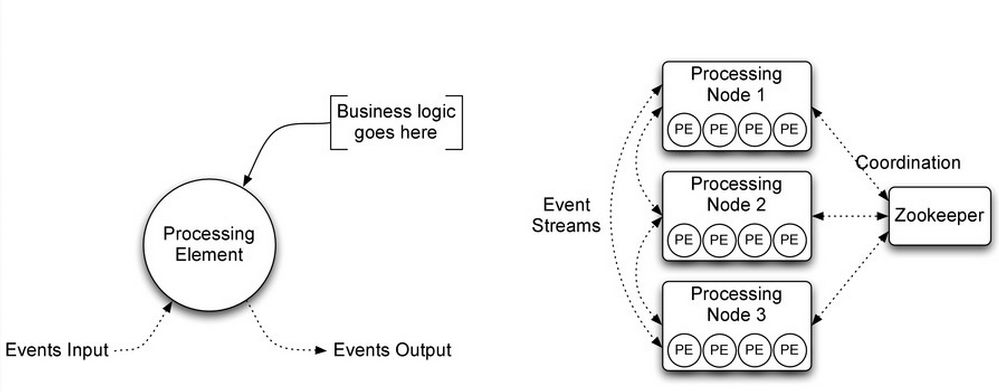 Business logic
goes here
Processing
Element
Events Input
Events Output
Processing
Node 1
PE PE PE PE
Event
Streams
Processing
Node 2
PE PE PE PE
Processing
Node 3
PE PE PE PE
Coordination
Zookeeper